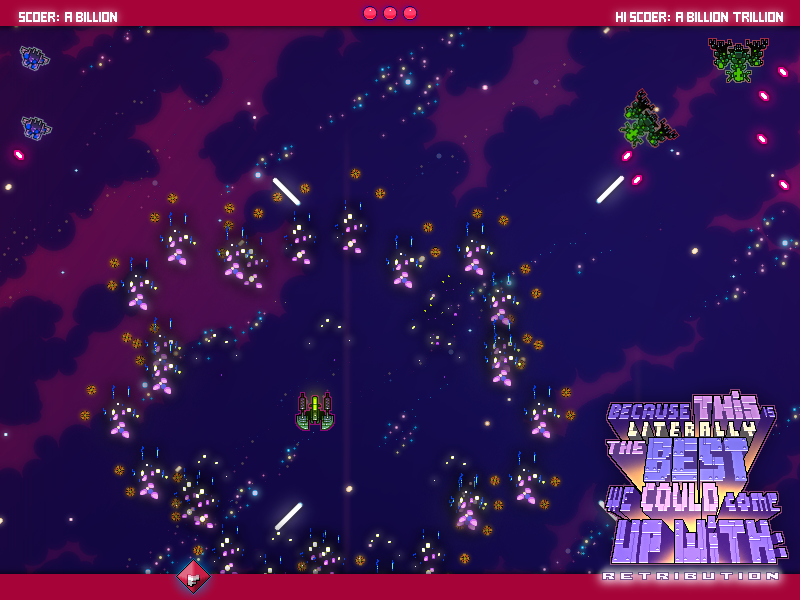 SCOER: A BILLION
HI SCOER: A BILLION TRILLION
BECAUSE THIS IS
LITERALLY
THE BEST
WE COULD COME
UP WITH:
RETRIBUTION